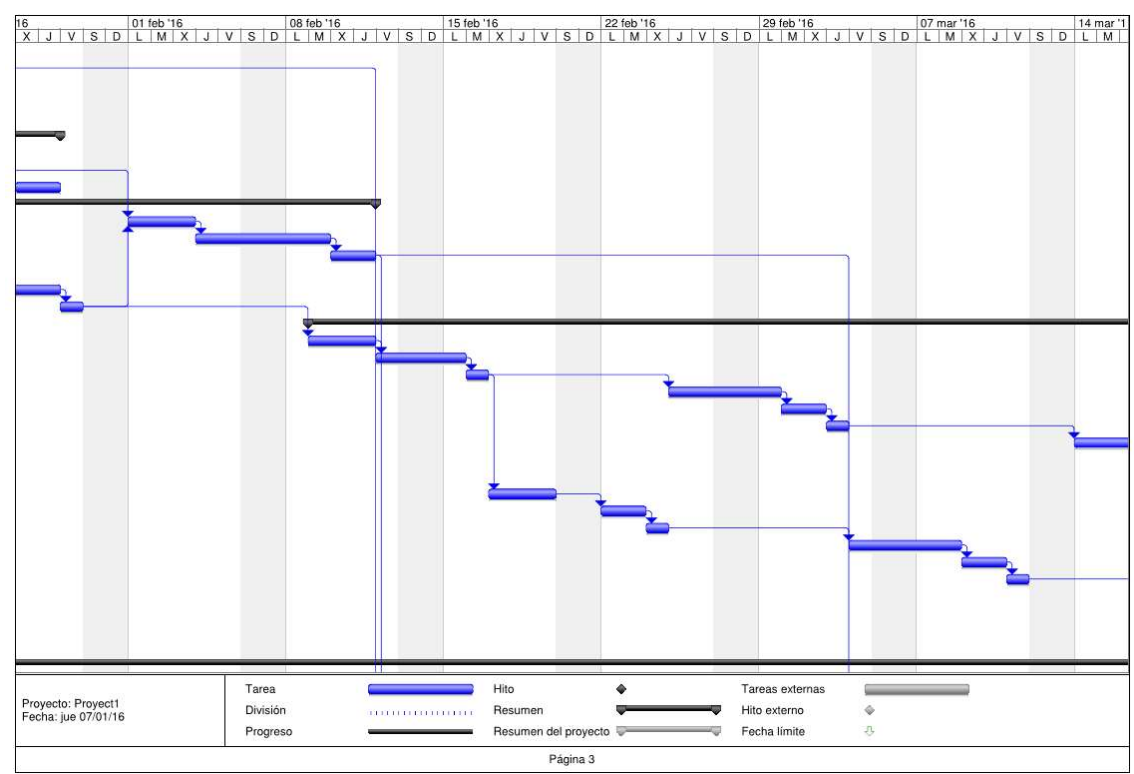 16 01 feb '16 08 feb '16 15 feb '16 22 feb '16 29 feb '16 07 mar '16 14 mar '1
X J V S D L M X J V S D L M X J V S D L M X J V S D L M X J V S D L M X J V S D L M X J V S D L M
Proyecto: Proyect1
Fecha: jue 07/01/16
Tarea
División
Progreso
Hito
Resumen
Resumen del proyecto
Tareas externas
Hito externo
Fecha límite
Página 3